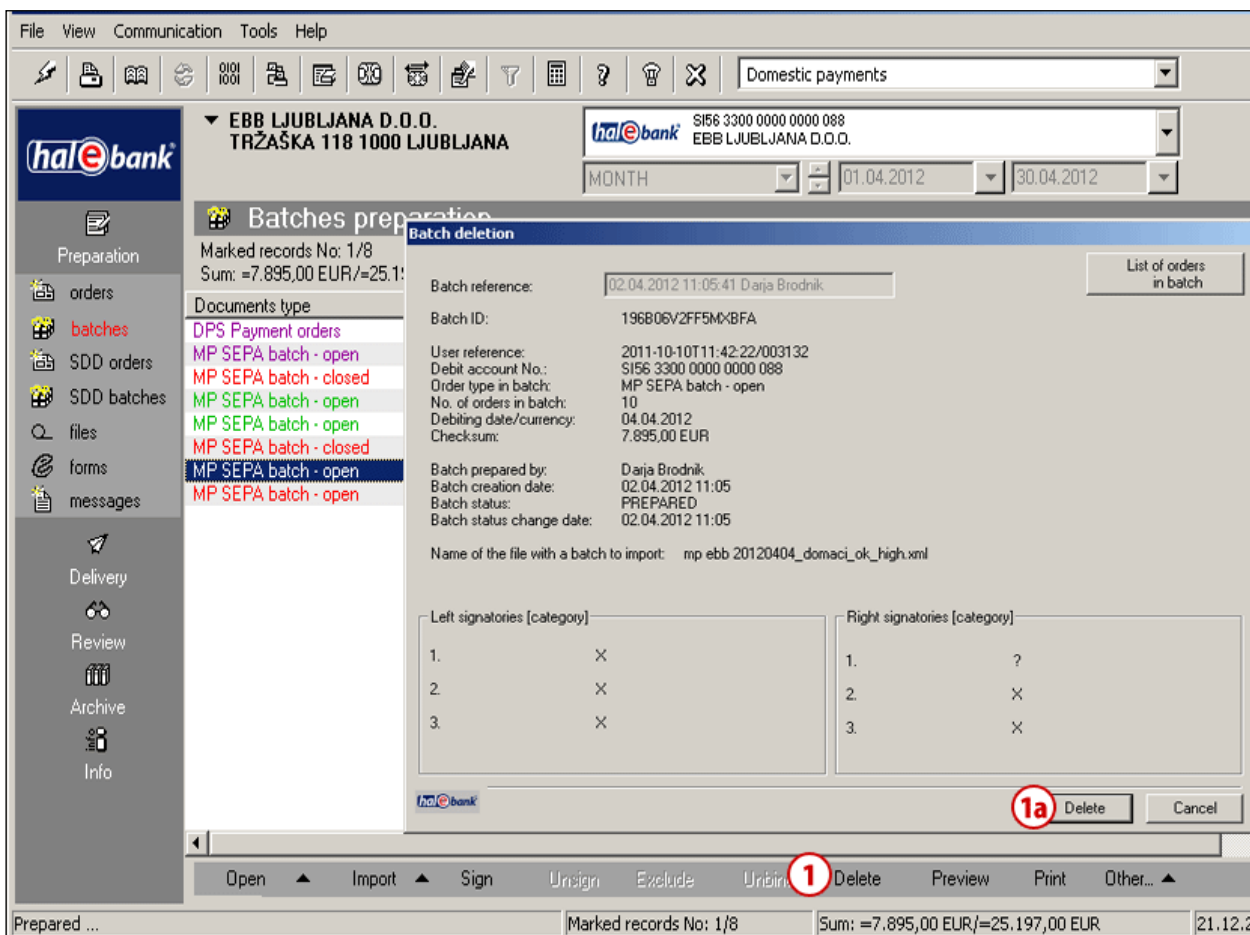 File View Communication Tools Help
Domestic payments
EBB LJUBLJANA D.O.O.
TRŽAŠKA 118 1000 LJUBLJANA
hal e bank
SI56 3300 0000 0000 088
EBB LJUBLJANA D.O.O.
MONTH 01.04.2012 30.04.2012
hal e bank
Preparation
orders
batches
SDD orders
SDD batches
files
forms
messages
Delivery
Review
Archive
Info
Batches preparation
Marked records No: 1/8
Sum: =7.895,00 EUR/=25.1
Documents type
DPS Payment orders
MP SEPA batch - open
MP SEPA batch - closed
MP SEPA batch - open
MP SEPA batch - open
MP SEPA batch - closed
MP SEPA batch - open
MP SEPA batch - open
Batch deletion
List of orders
in batch
Batch reference: 02.04.2012 11:05:41 Darja Brodnik
Batch ID: 196B06V2FF5MXBFA
User reference: 2011-10-10T11:42:22/003132
Debit account No.: SI56 3300 0000 0000 088
Order type in batch: MP SEPA batch - open
No. of orders in batch: 10
Debiting date/currency: 04.04.2012
Checksum: 7.895,00 EUR
Batch prepared by: Darja Brodnik
Batch creation date: 02.04.2012 11:05
Batch status: PREPARED
Batch status change date: 02.04.2012 11:05
Name of the file with a batch to import: mp ebb 20120404_domaci_ok_high.xml
Left signatories [category]
1. X
2. X
3. X
Right signatories [category]
1. ?
2. X
3. X
hal e bank
1a Delete Cancel
Open Import Sign Unsign Exclude Unbin 1 Delete Preview Print Other...
Prepared ... Marked records No: 1/8 Sum: =7.895,00 EUR/=25.197,00 EUR 21.12.2